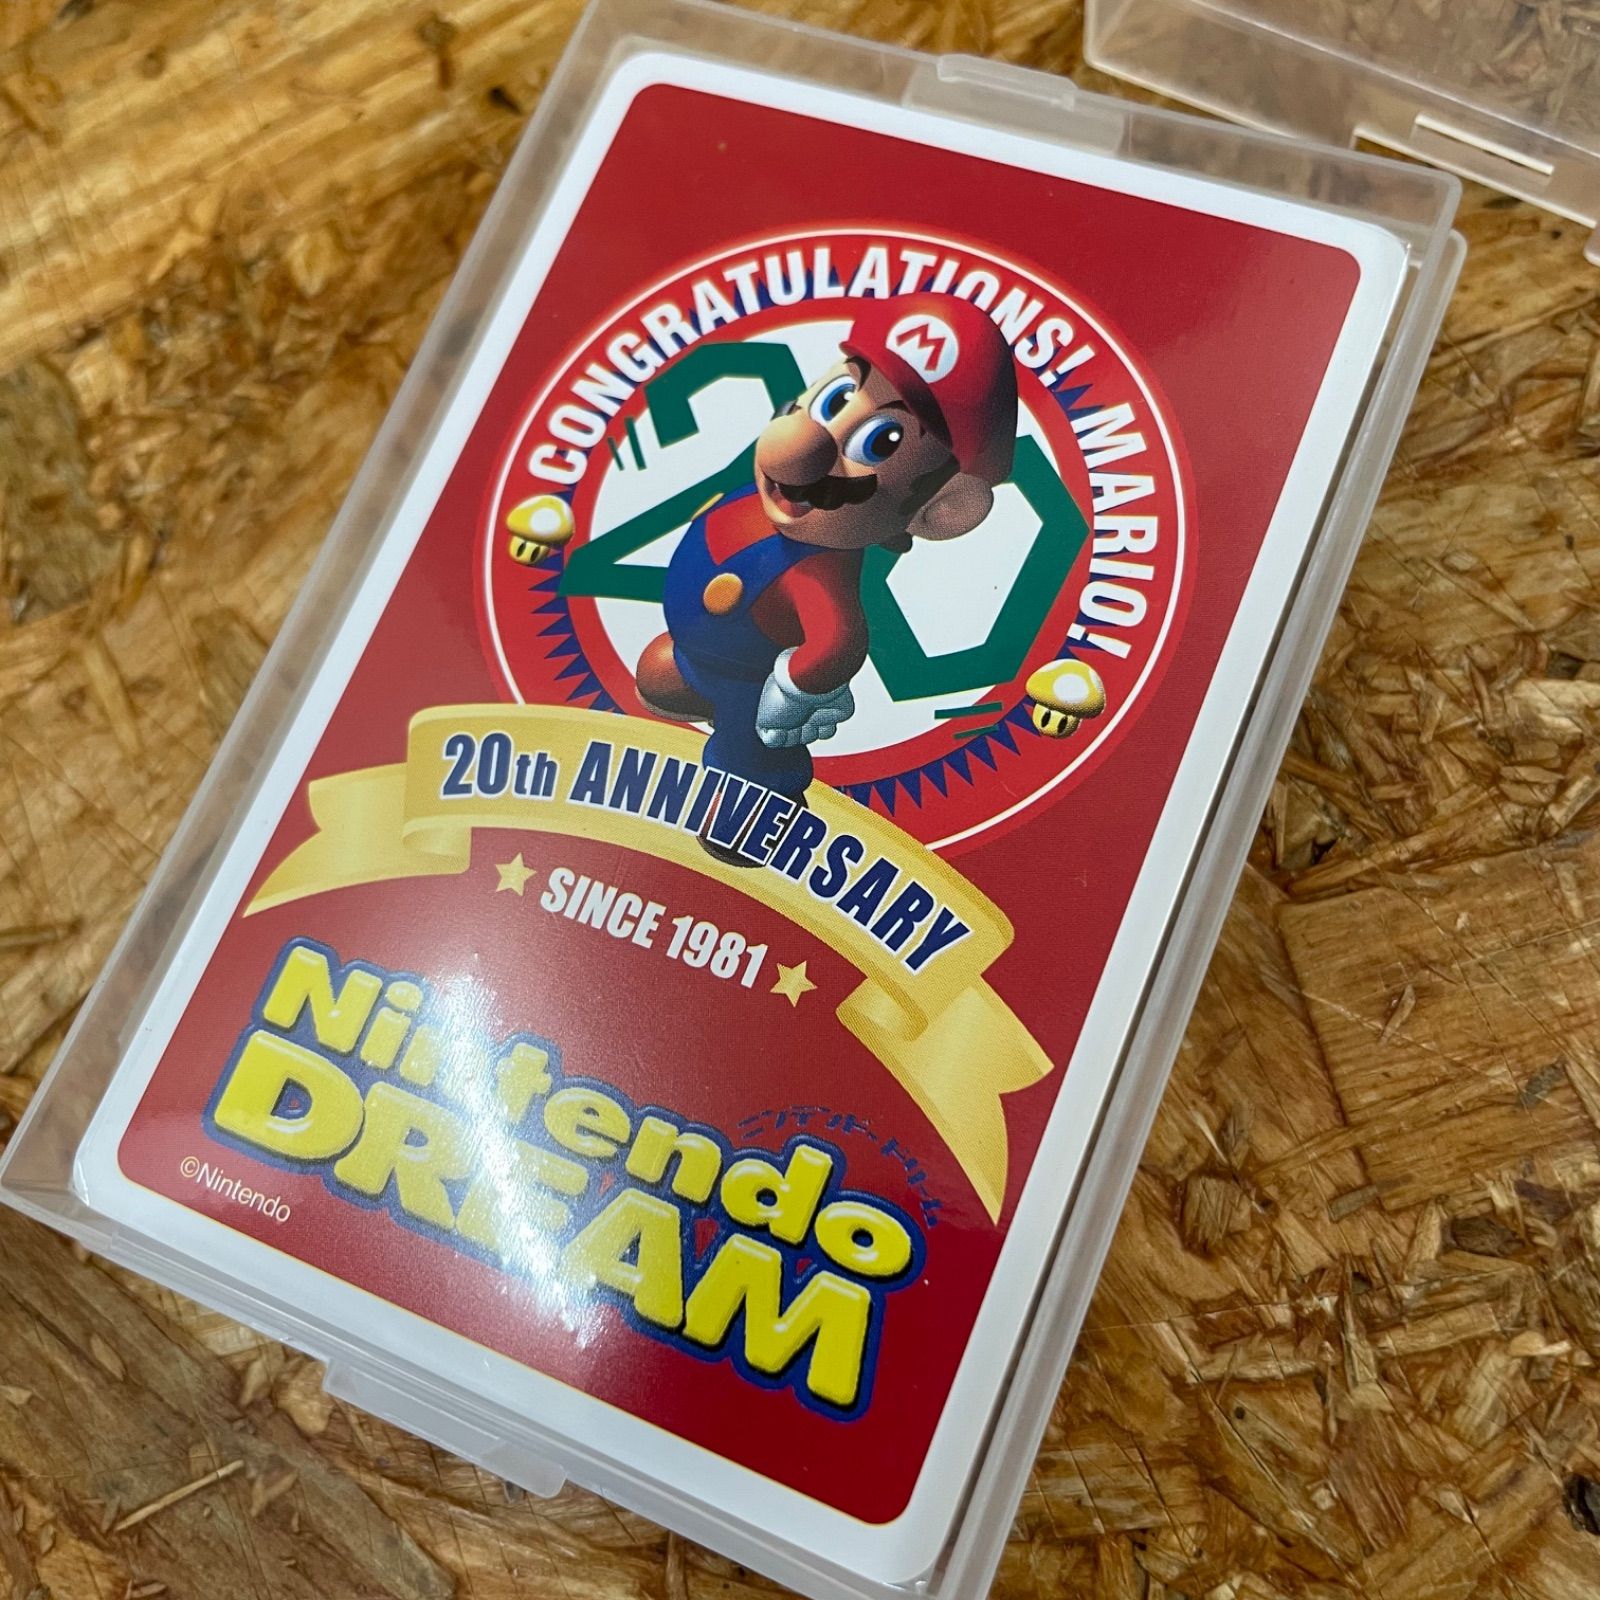 CONGRATULATIONS! MARIO!
M
20
20th ANNIVERSARY
SINCE 1981
Nintendo
ニンテンドードリーム
DREAM
©Nintendo